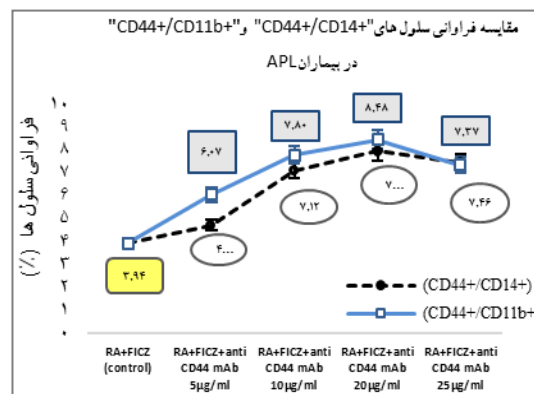 مقایسه فراوانی سلول های"CD44+/CD14+" و"CD44+/CD11b+"
در بیماران APL
فراوانی سلول ها (%)
۱۰
۹
۸
۷
۶
۵
۴
۳
۲
۱
۰
۶,۰۷
۷,۸۰
۸,۴۸
۷,۳۷
۳,۹۴
۴...
۷,۱۲
۷...
۷,۴۶
(CD44+/CD14+)
(CD44+/CD11b+
RA+FICZ (control)
RA+FICZ+anti CD44 mAb 5µg/ml
RA+FICZ+anti CD44 mAb 10µg/ml
RA+FICZ+anti CD44 mAb 20µg/ml
RA+FICZ+anti CD44 mAb 25µg/ml